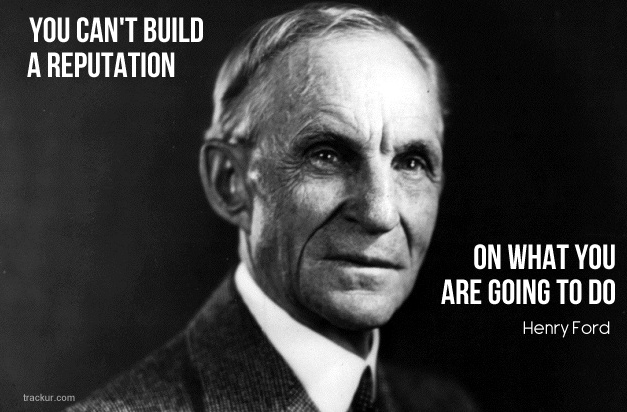 YOU CAN'T BUILD
A REPUTATION
ON WHAT YOU
ARE GOING TO DO
Henry Ford
trackur.com